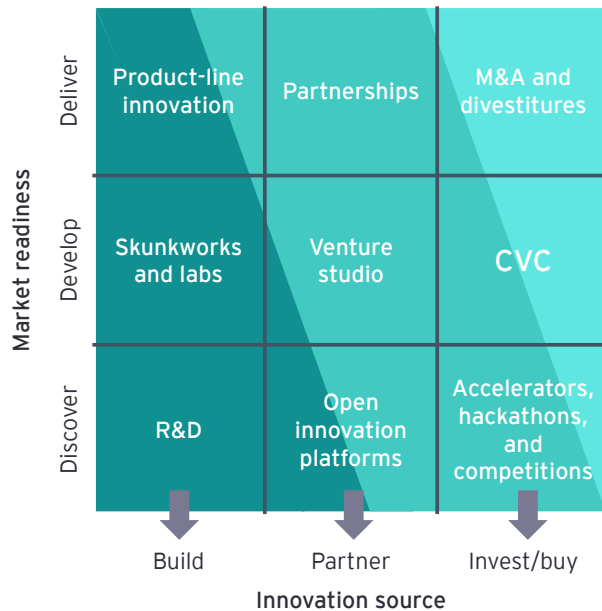 Market readiness
Deliver
Product-line
innovation
Partnerships
M&A and
divestitures
Develop
Skunkworks
and labs
Venture
studio
CVC
Discover
R&D
Open
innovation
platforms
Accelerators,
hackathons,
and
competitions
Build
Partner
Invest/buy
Innovation source